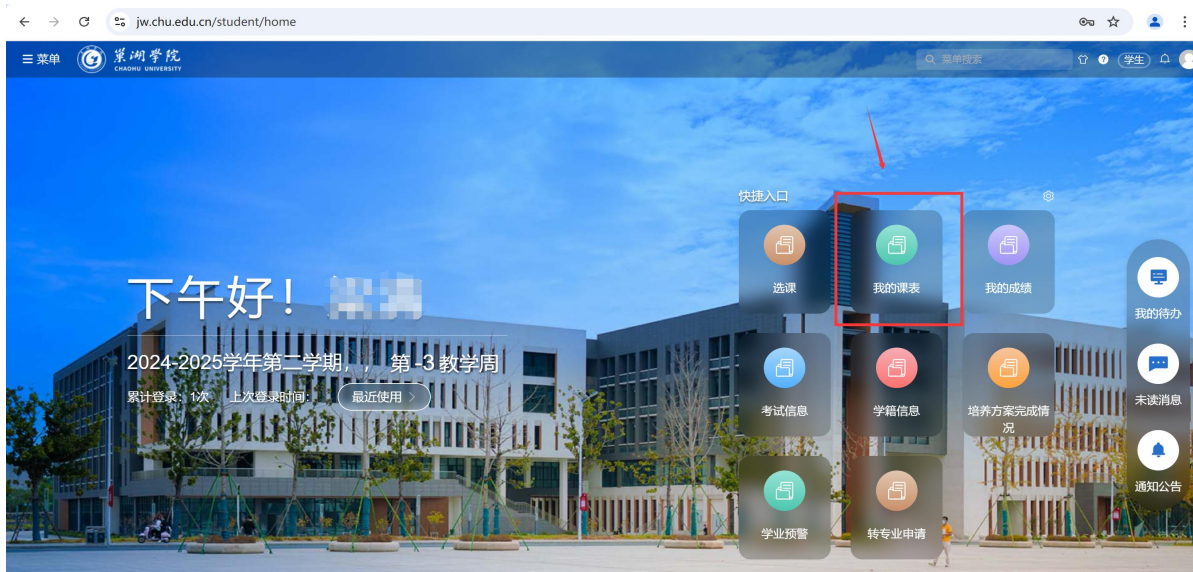 jw.chu.edu.cn/student/home
菜单
巢湖学院
CHAOHU UNIVERSITY
菜单搜索
学生
快捷入口
选课
我的课表
我的成绩
我的待办
下午好!
2024-2025学年第二学期, , 第 -3 教学周
累计登录: 1次 上次登录时间:
最近使用
考试信息
学籍信息
培养方案完成情
况
未读消息
通知公告
学业预警
转专业申请